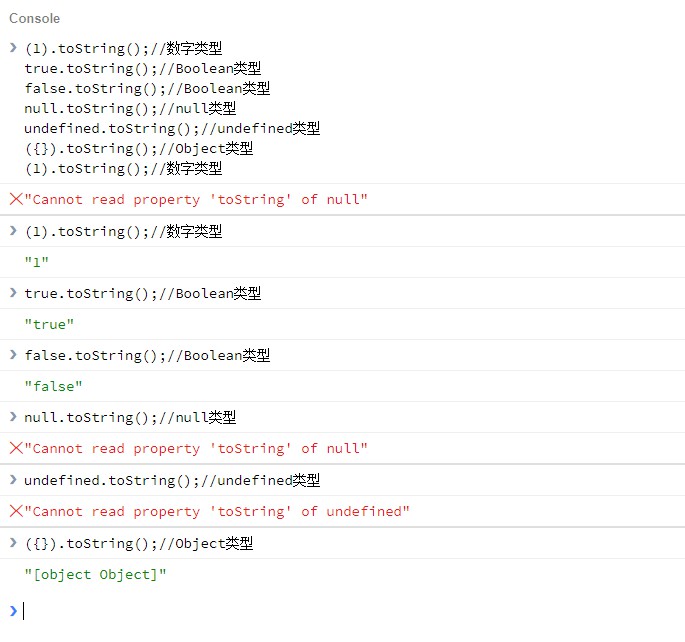 Console
(1).toString();//数字类型
true.toString();//Boolean类型
false.toString();//Boolean类型
null.toString();//null类型
undefined.toString();//undefined类型
({}).toString();//Object类型
(1).toString();//数字类型
"Cannot read property 'toString' of null"
(1).toString();//数字类型
"1"
true.toString();//Boolean类型
"true"
false.toString();//Boolean类型
"false"
null.toString();//null类型
"Cannot read property 'toString' of null"
undefined.toString();//undefined类型
"Cannot read property 'toString' of undefined"
({}).toString();//Object类型
"[object Object]"